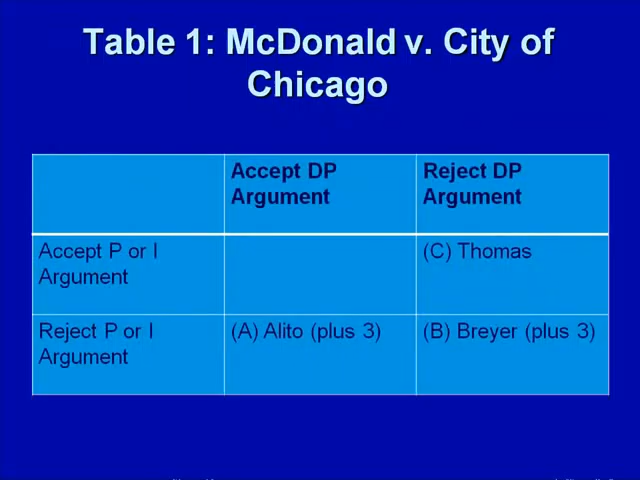 Table 1: McDonald v. City of
Chicago
Accept DP
Argument
Reject DP
Argument
Accept P or I
Argument
(C) Thomas
Reject P or I
Argument
(A) Alito (plus 3)
(B) Breyer (plus 3)